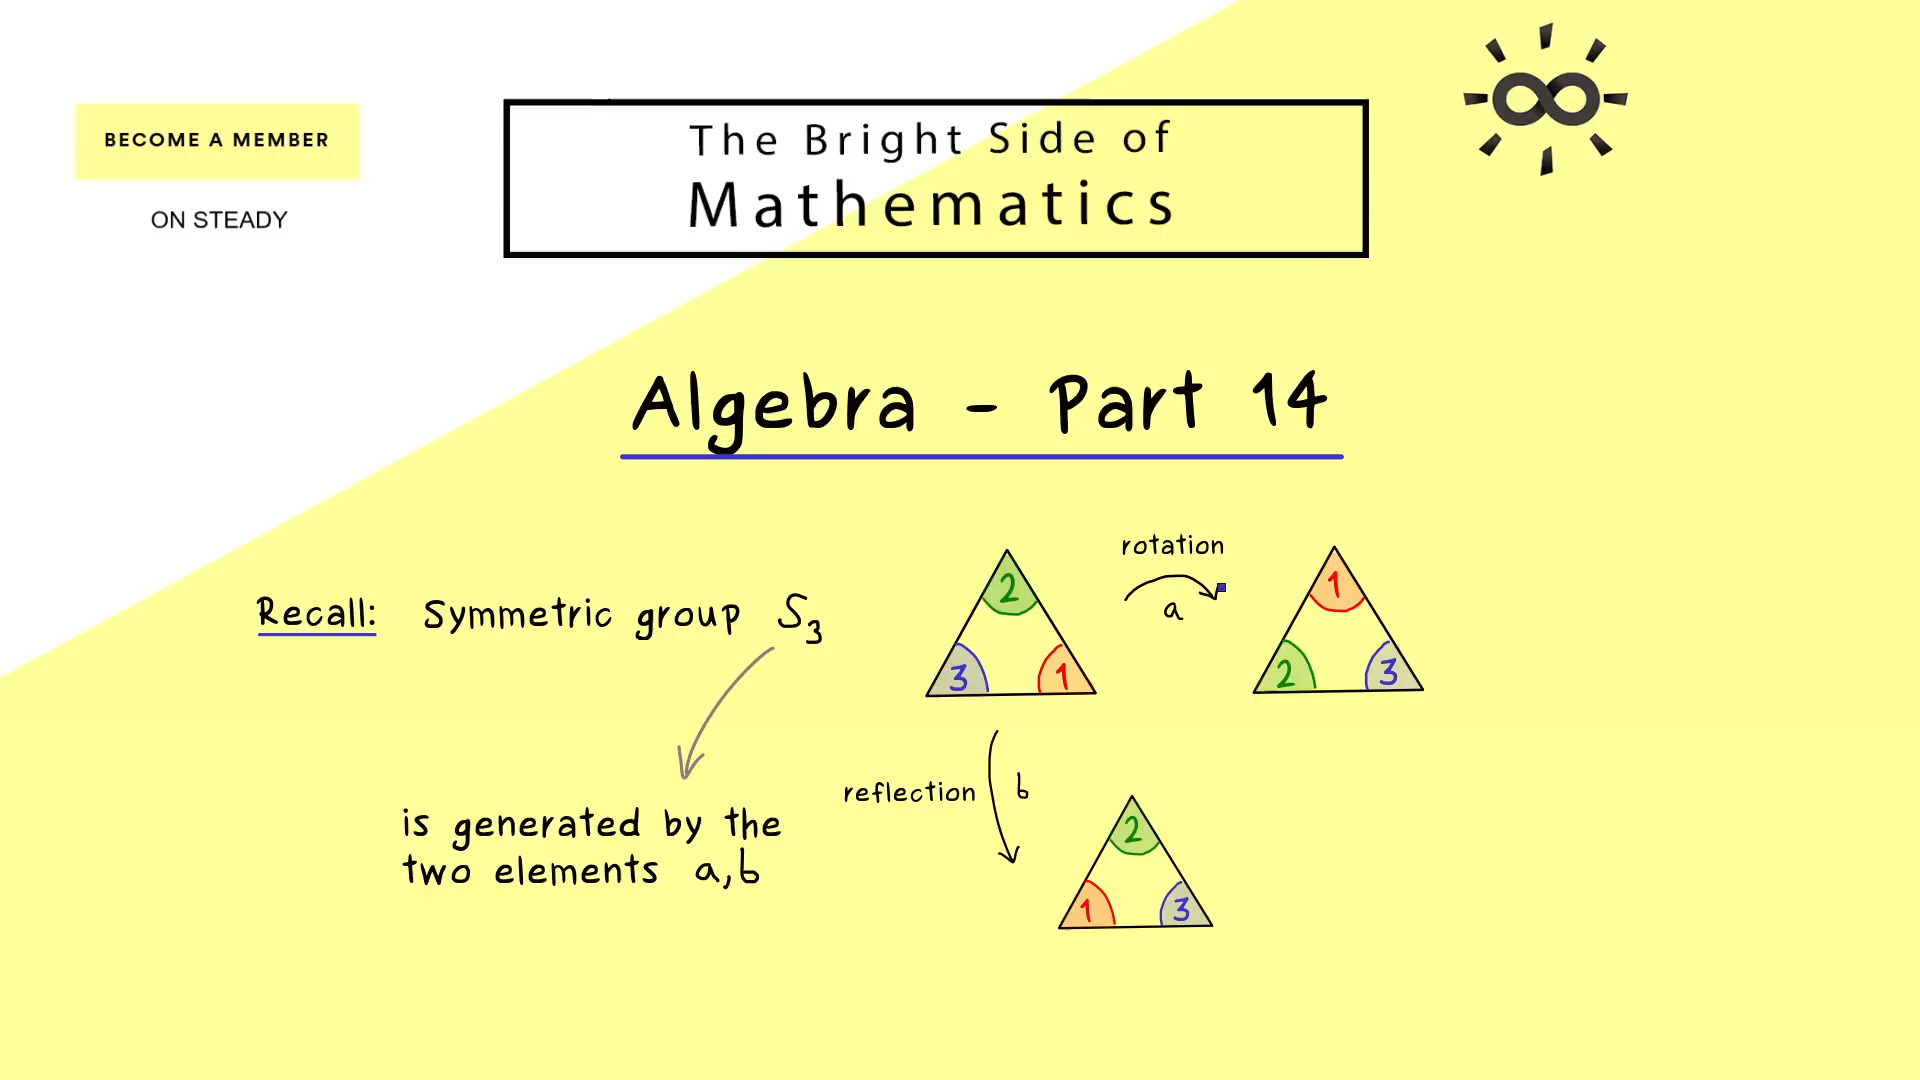 BECOME A MEMBER
ON STEADY
The Bright Side of
Mathematics
Algebra - Part 14
Recall: Symmetric group S₃
is generated by the
two elements a,b
2
3 1
rotation
a
1
2 3
reflection b
2
1 3